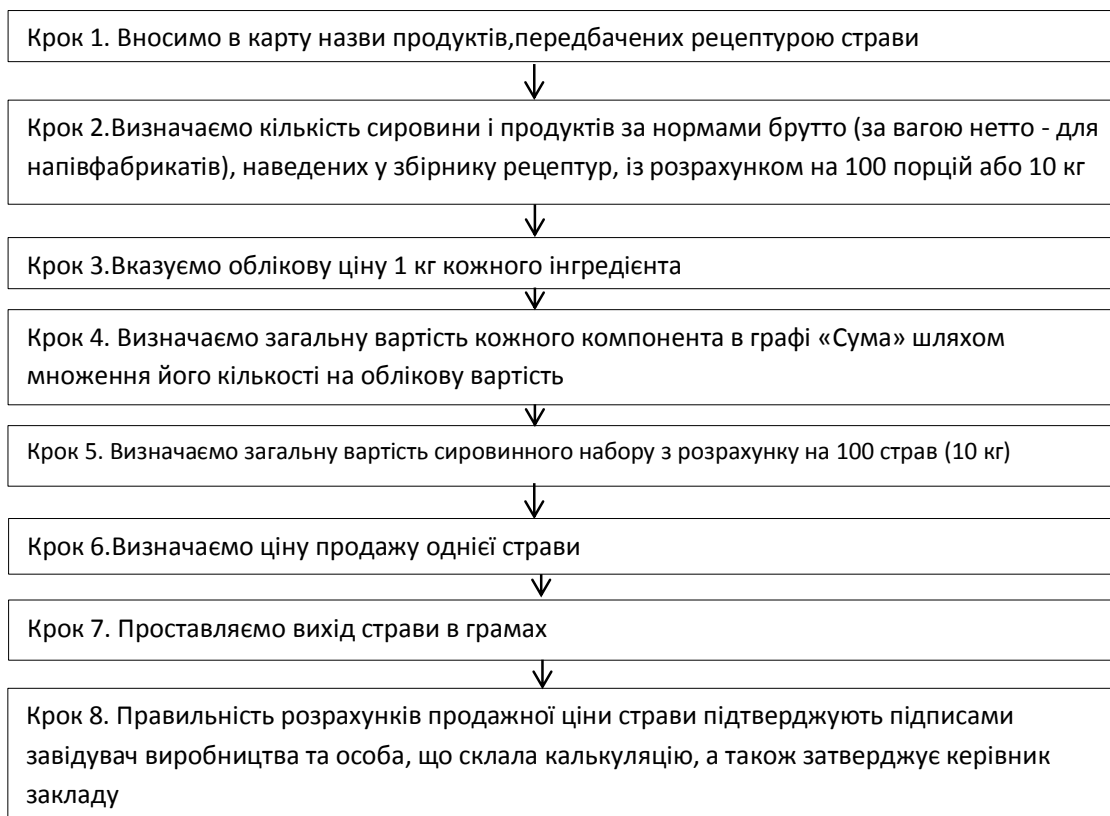 Крок 1. Вносимо в карту назви продуктів,передбачених рецептурою страви
Крок 2.Визначаємо кількість сировини і продуктів за нормами брутто (за вагою нетто - для
напівфабрикатів), наведених у збірнику рецептур, із розрахунком на 100 порцій або 10 кг
Крок 3.Вказуємо облікову ціну 1 кг кожного інгредієнта
Крок 4. Визначаємо загальну вартість кожного компонента в графі «Сума» шляхом
множення його кількості на облікову вартість
Крок 5. Визначаємо загальну вартість сировинного набору з розрахунку на 100 страв (10 кг)
Крок 6.Визначаємо ціну продажу однієї страви
Крок 7. Проставляємо вихід страви в грамах
Крок 8. Правильність розрахунків продажної ціни страви підтверджують підписами
завідувач виробництва та особа, що склала калькуляцію, а також затверджує керівник
закладу